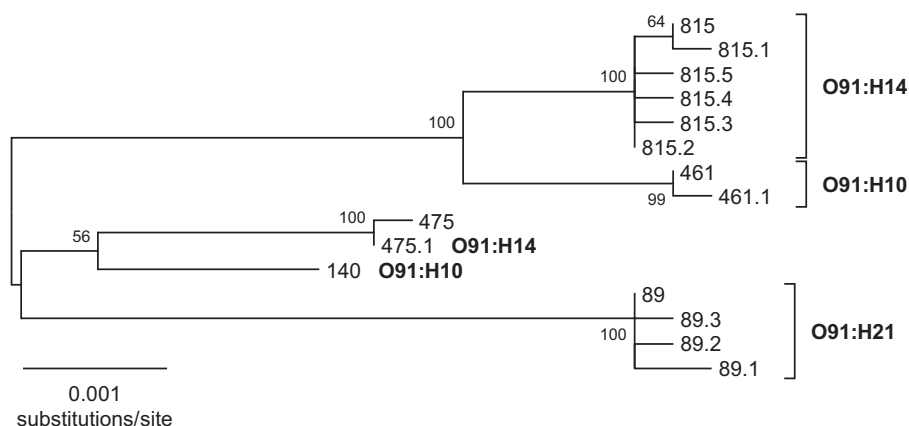 64 815
815.1
100 815.5
O91:H14
815.4
100 815.3
815.2
461
O91:H10
99 461.1
100 475
56
475.1 O91:H14
140 O91:H10
89
89.3
O91:H21
100 89.2
89.1
0.001
substitutions/site